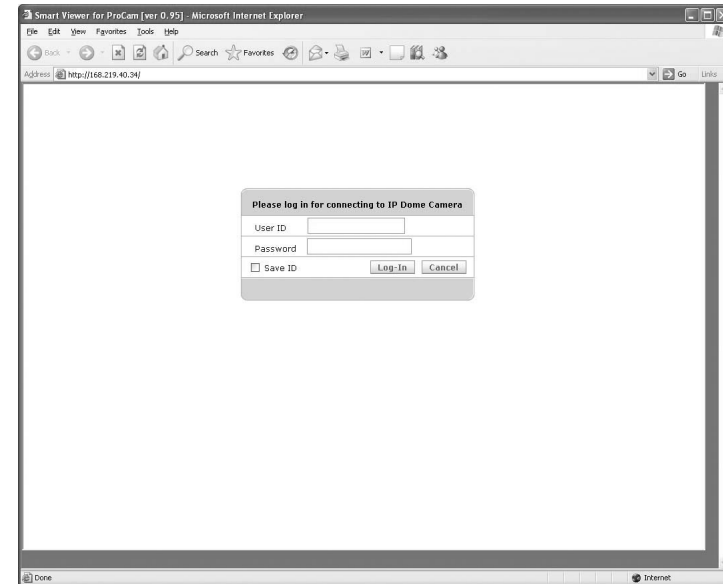 Smart Viewer for ProCam [ver 0.95] - Microsoft Internet Explorer
File Edit View Favorites Tools Help
Back Search Favorites
Address http://168.219.40.34/ Go Links
Please log in for connecting to IP Dome Camera
User ID
Password
Save ID Log-In Cancel
Done Internet